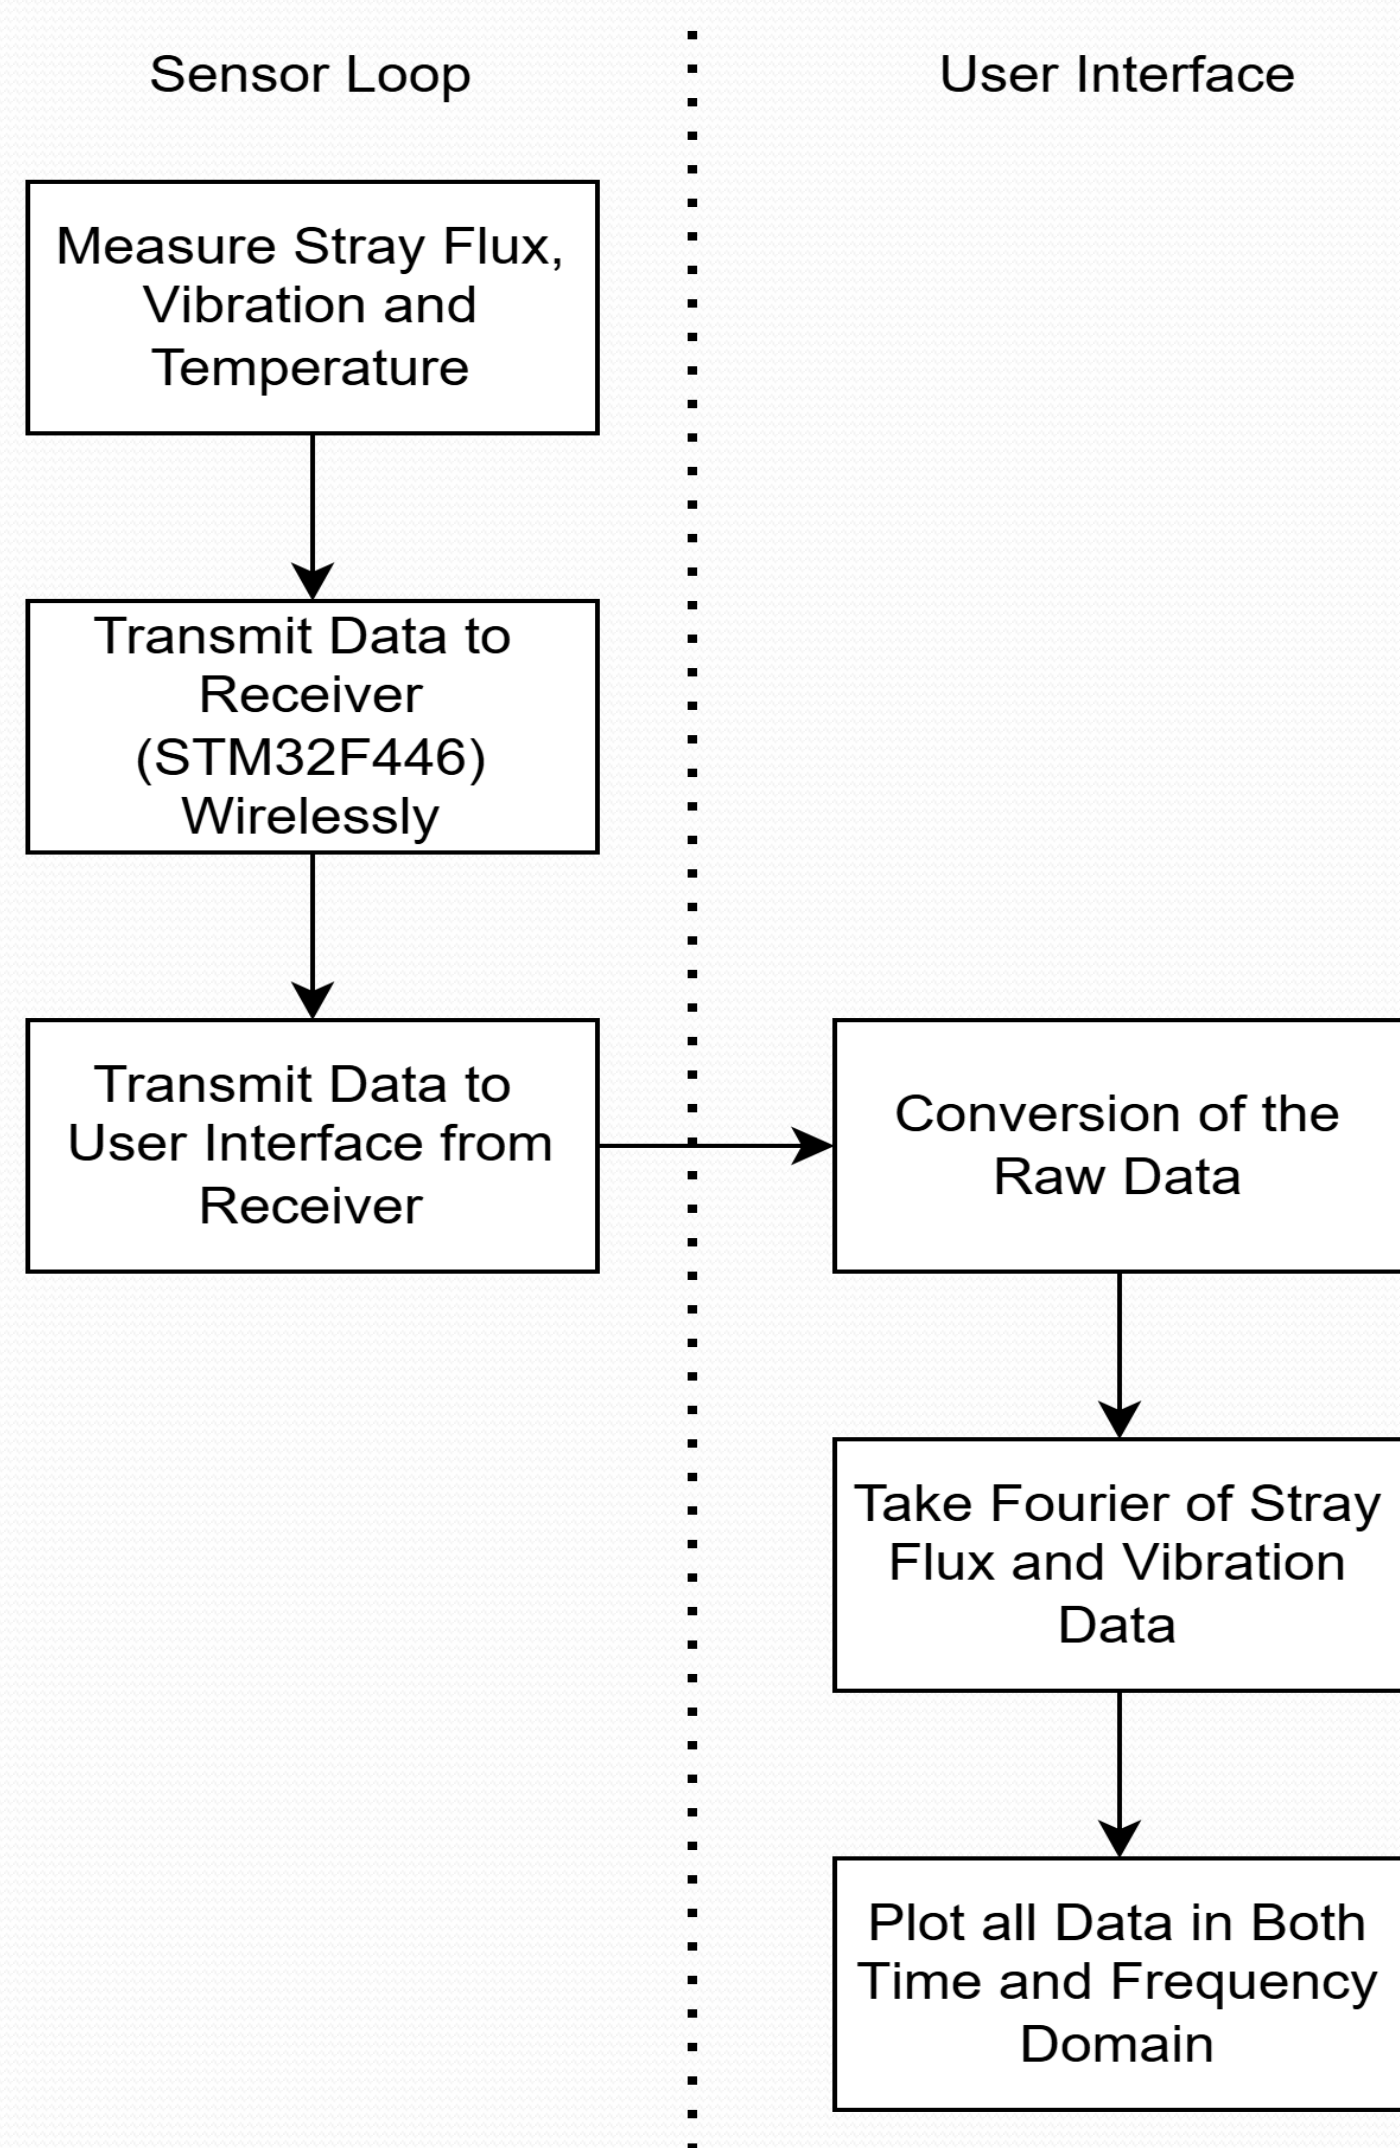 Sensor Loop
User Interface
Measure Stray Flux,
Vibration and
Temperature
Transmit Data to
Receiver
(STM32F446)
Wirelessly
Transmit Data to
User Interface from
Receiver
Conversion of the
Raw Data
Take Fourier of Stray
Flux and Vibration
Data
Plot all Data in Both
Time and Frequency
Domain